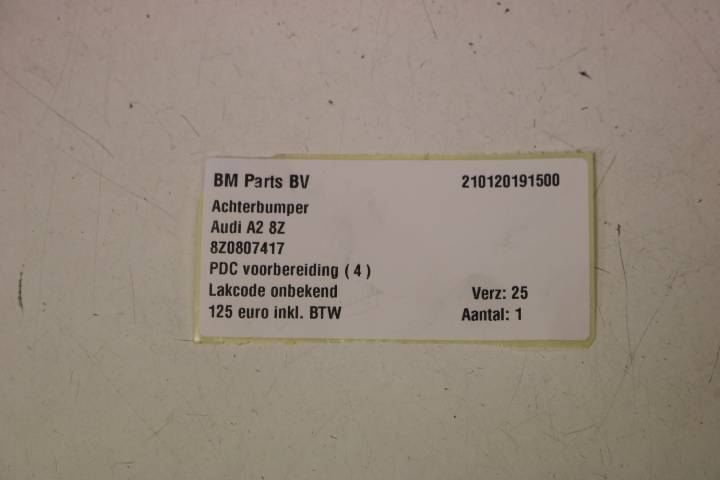 BM Parts BV 210120191500
Achterbumper
Audi A2 8Z
8Z0807417
PDC voorbereiding ( 4 )
Lakcode onbekend Verz: 25
125 euro inkl. BTW Aantal: 1